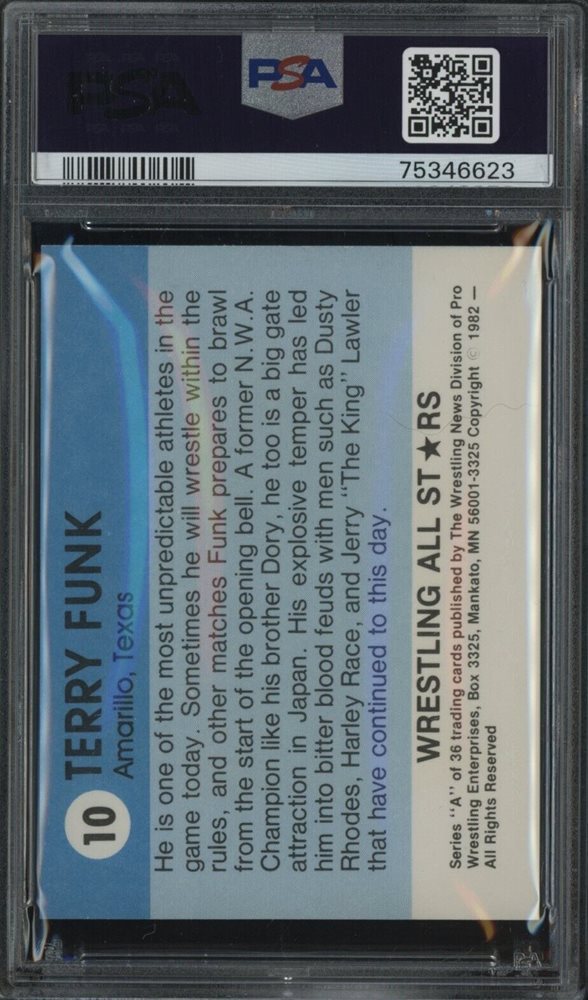 PSA
PSA
PSA PSA PSA
75346623
10 TERRY FUNK
Amarillo, Texas
He is one of the most unpredictable athletes in the
game today. Sometimes he will wrestle within the
rules, and other matches Funk prepares to brawl
from the start of the opening bell. A former N.W.A.
Champion like his brother Dory, he too is a big gate
attraction in Japan. His explosive temper has led
him into bitter blood feuds with men such as Dusty
Rhodes, Harley Race, and Jerry "The King" Lawler
that have continued to this day.
WRESTLING ALL ST★RS
Series "A" of 36 trading cards published by The Wrestling News Division of Pro
Wrestling Enterprises, Box 3325, Mankato, MN 56001-3325 Copyright © 1982 —
All Rights Reserved